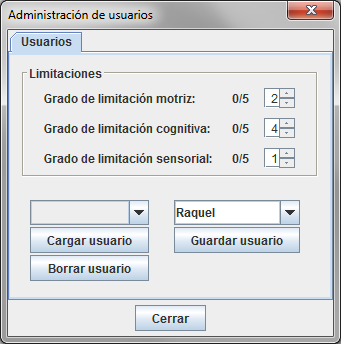 Administración de usuarios
Usuarios
Limitaciones
Grado de limitación motriz: 0/5 2
Grado de limitación cognitiva: 0/5 4
Grado de limitación sensorial: 0/5 1
Raquel
Cargar usuario Guardar usuario
Borrar usuario
Cerrar